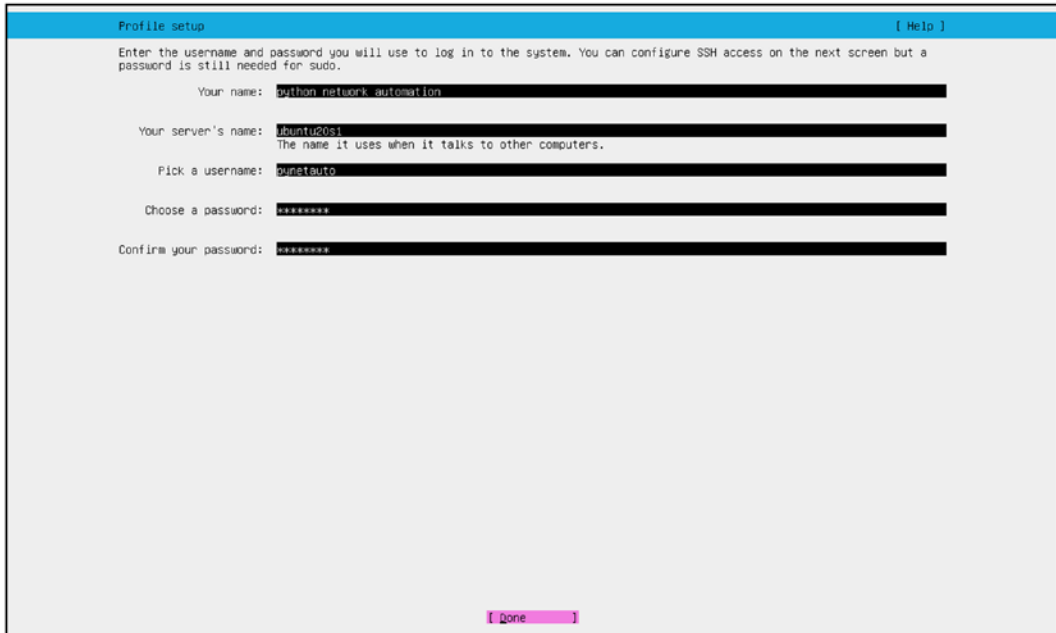 Profile setup [ Help ]
Enter the username and password you will use to log in to the system. You can configure SSH access on the next screen but a
password is still needed for sudo.
Your name: python network automation
Your server's name: ubuntu20s1
The name it uses when it talks to other computers.
Pick a username: pynetauto
Choose a password: ********
Confirm your password: ********
[ Done ]